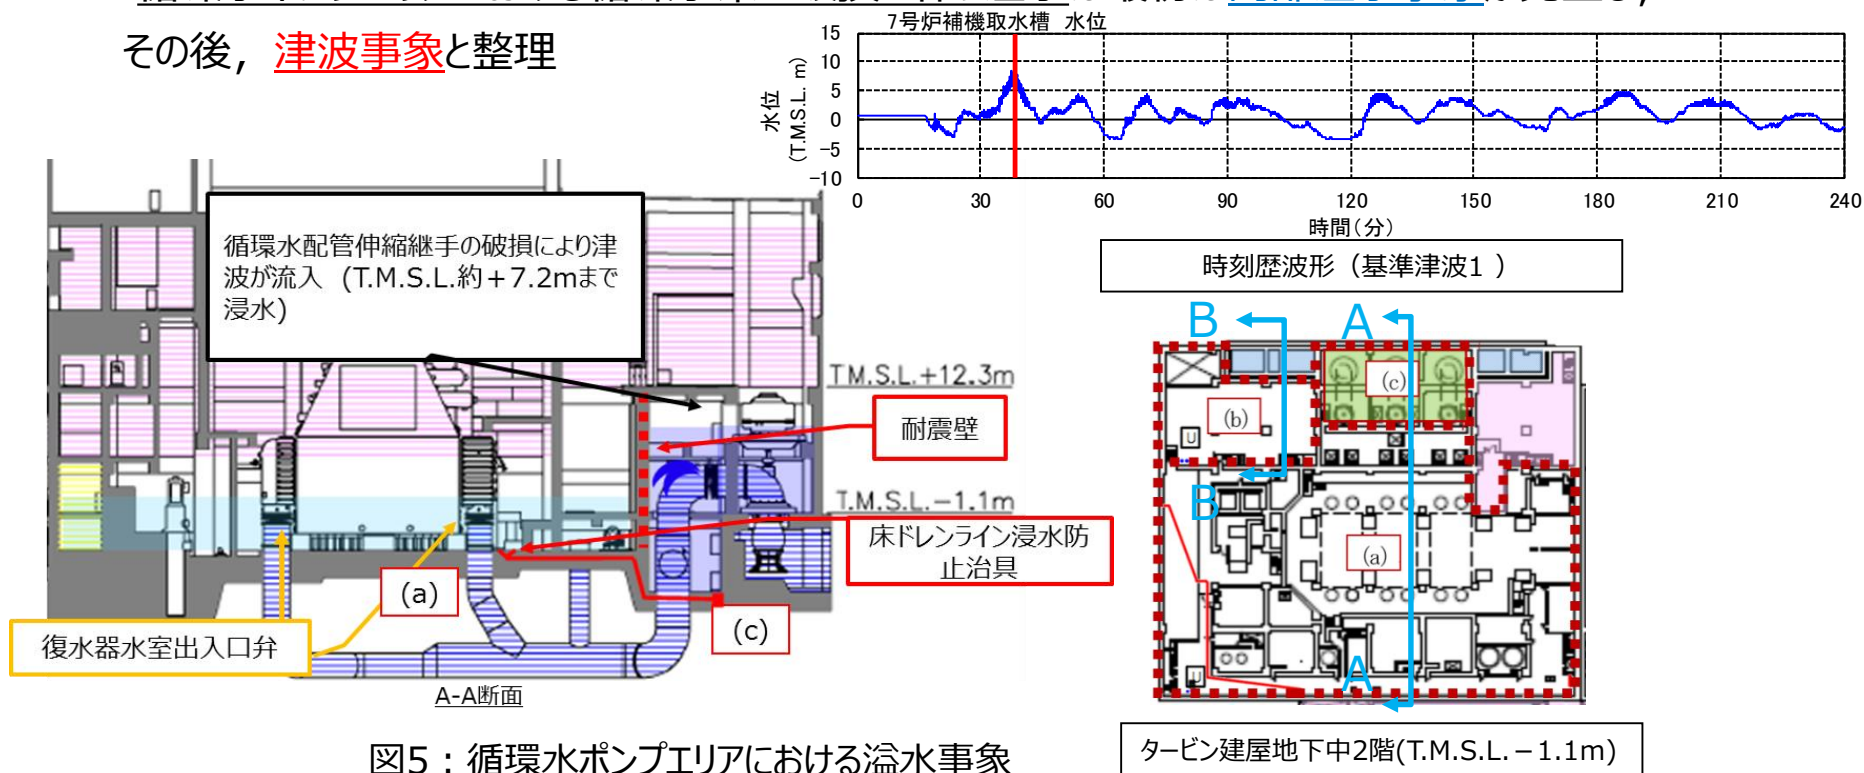 その後，津波事象と整理
7号炉補機取水槽 水位
15
10
5
0
−5
−10
水位
(T.M.S.L. m)
0 30 60 90 120 150 180 210 240
時間(分)
時刻歴波形（基準津波1 ）
循環水配管伸縮継手の破損により津
波が流入 (T.M.S.L.約＋7.2mまで
浸水)
T.M.S.L.+12.3m
耐震壁
T.M.S.L.−1.1m
床ドレンライン浸水防
止治具
(a)
(c)
復水器水室出入口弁
A-A断面
B
A
(c)
(b)
U
B
(a)
U
A
タービン建屋地下中2階(T.M.S.L.－1.1m)
図5：循環水ポンプエリアにおける溢水事象